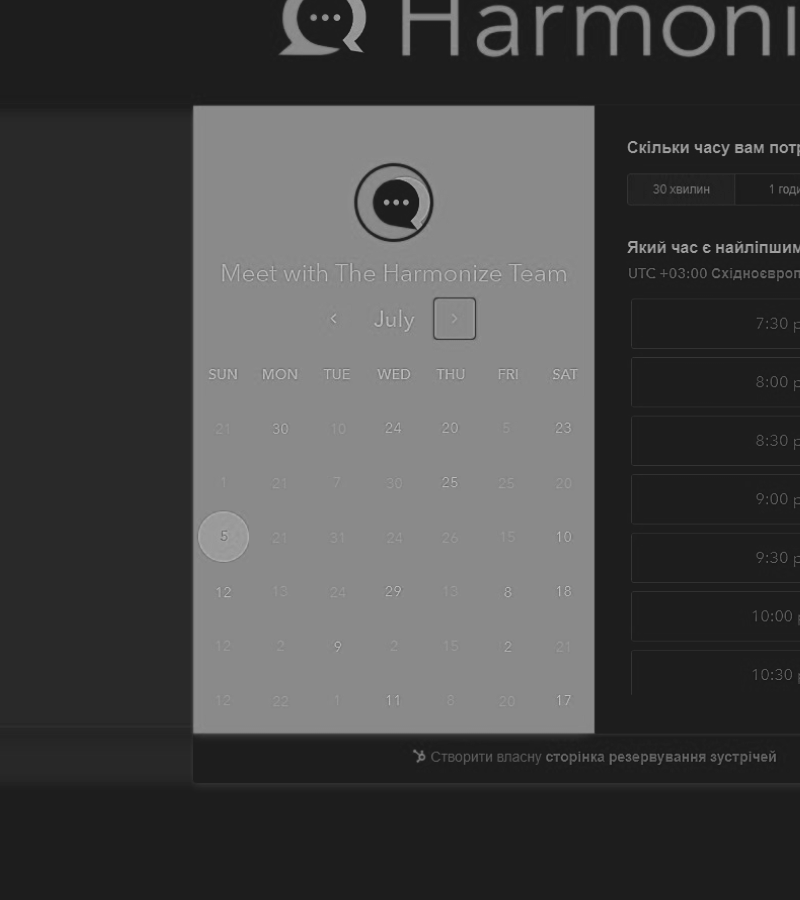 Harmoni
Meet with The Harmonize Team
July
SUN MON TUE WED THU FRI SAT
21 30 10 24 20 5 23
1 21 7 30 25 25 20
5 21 31 24 26 15 10
12 13 24 29 13 8 18
12 2 9 2 15 2 21
12 22 1 11 8 20 17
Скільки часу вам потр
30 хвилин 1 годи
Який час є найліпшим
UTC +03:00 Східноєвроп
7:30 р
8:00 р
8:30 р
9:00 р
9:30 р
10:00 р
10:30 р
Створити власну сторінка резервування зустрічей